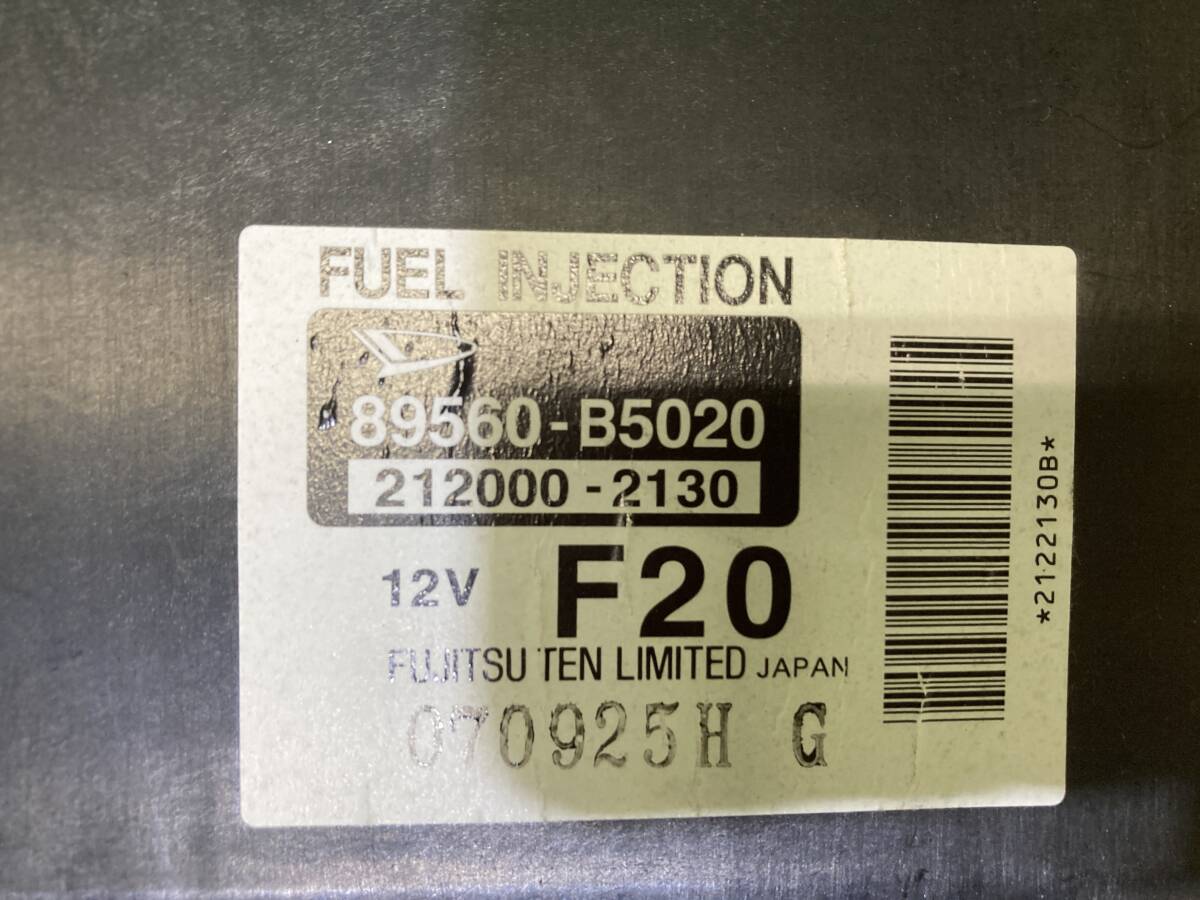 FUEL INJECTION
89560-B5020
212000-2130
12V F20
FUJITSU TEN LIMITED JAPAN
070925H G
*2122130B*